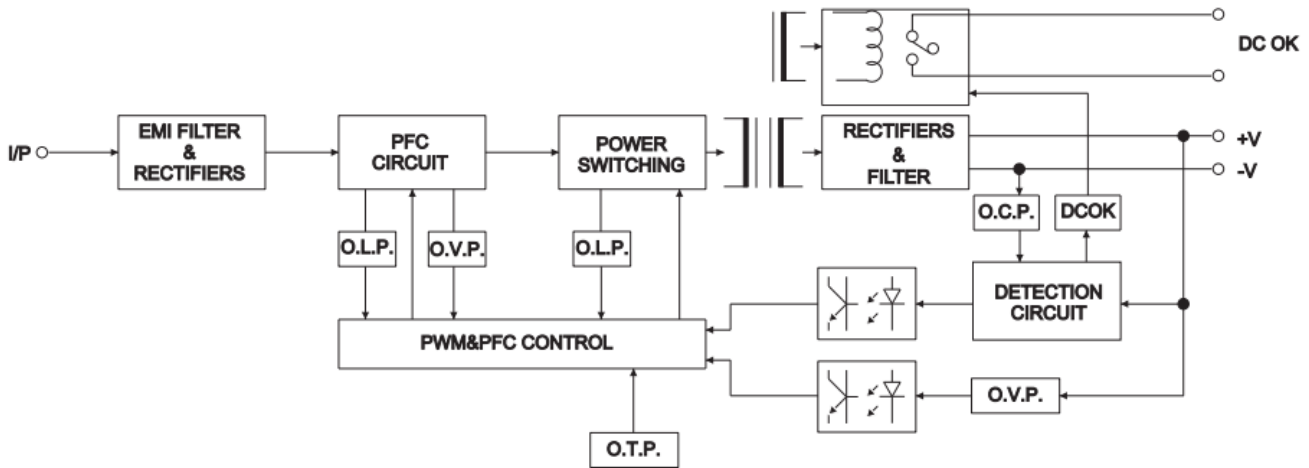 DC OK
I/P
EMI FILTER
&
RECTIFIERS
PFC
CIRCUIT
POWER
SWITCHING
RECTIFIERS
&
FILTER
+V
-V
O.L.P.
O.V.P.
O.L.P.
O.C.P.
DCOK
DETECTION
CIRCUIT
PWM&PFC CONTROL
O.V.P.
O.T.P.